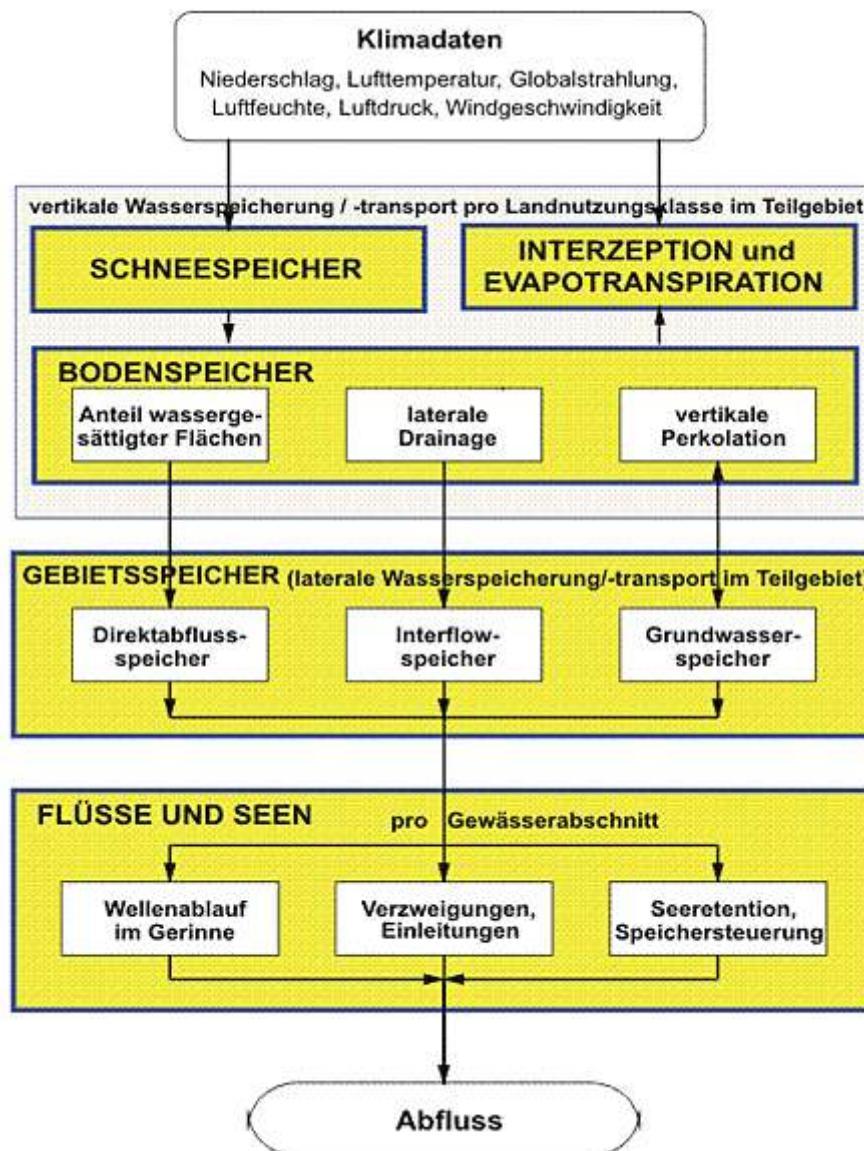 Klimadaten
Niederschlag, Lufttemperatur, Globalstrahlung,
Luftfeuchte, Luftdruck, Windgeschwindigkeit
vertikale Wasserspeicherung / -transport pro Landnutzungsklasse im Teilgebiet
SCHNEESPEICHER
INTERZEPTION und
EVAPOTRANSPIRATION
BODENSPEICHER
Anteil wasserge-
sättigter Flächen
laterale
Drainage
vertikale
Perkolation
GEBIETSSPEICHER (laterale Wasserspeicherung/-transport im Teilgebiet)
Direktabfluss-
speicher
Interflow-
speicher
Grundwasser-
speicher
FLÜSSE UND SEEN
pro Gewässerabschnitt
Wellenablauf
im Gerinne
Verzweigungen,
Einleitungen
Seeretention,
Speichersteuerung
Abfluss